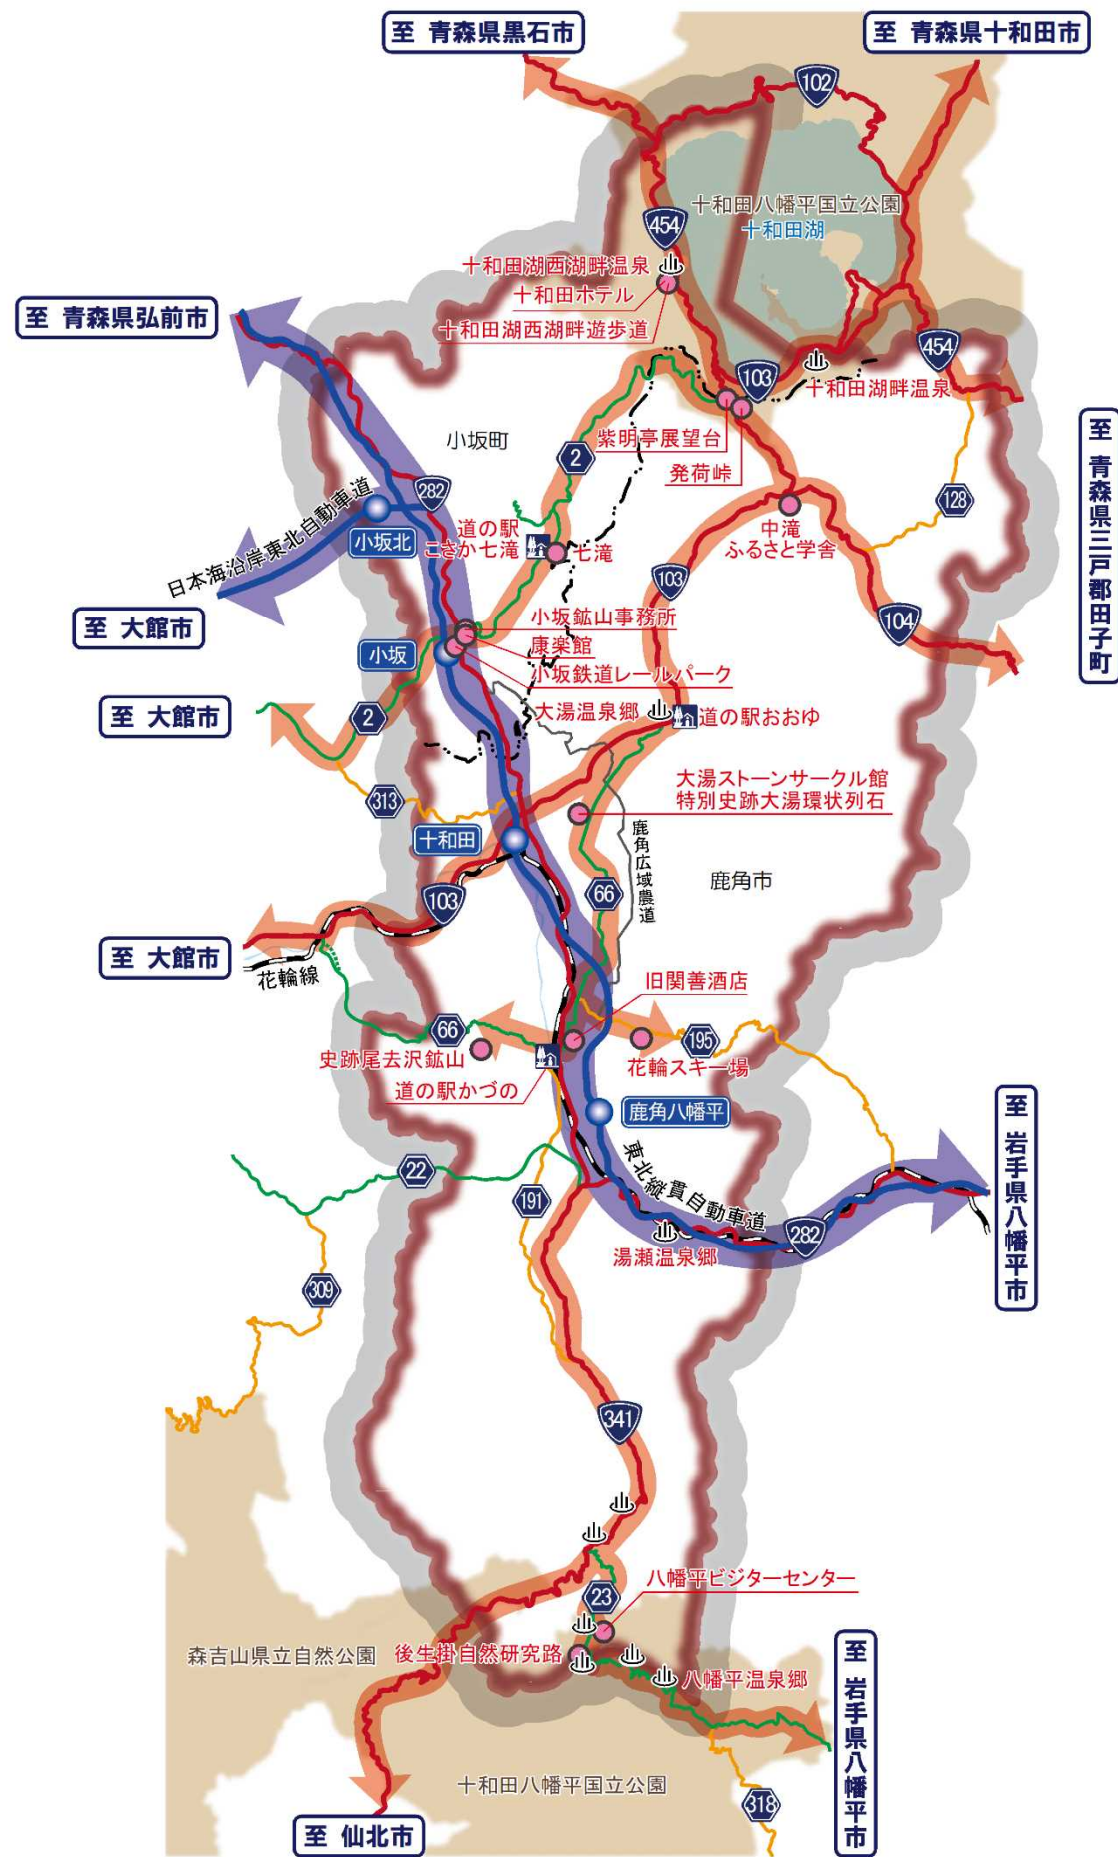 至 青森県黒石市
至 青森県十和田市
102
十和田八幡平国立公園
十和田湖
454
十和田湖西湖畔温泉
十和田ホテル
十和田湖西湖畔遊歩道
至 青森県弘前市
454
103
十和田湖畔温泉
小坂町
紫明亭展望台
発荷峠
2
至 青森県三戸郡田子町
282
128
日本海沿岸東北自動車道
小坂北
道の駅
こさか七滝
七滝
中滝
ふるさと学舎
103
104
至 大館市
小坂鉱山事務所
康楽館
小坂
小坂鉄道レールパーク
至 大館市
2
大湯温泉郷
道の駅おおゆ
313
大湯ストーンサークル館
特別史跡大湯環状列石
十和田
鹿角広域農道
鹿角市
66
103
至 大館市
花輪線
旧関善酒店
66
195
史跡尾去沢鉱山
花輪スキー場
道の駅かづの
鹿角八幡平
至 岩手県八幡平市
22
191
東北縦貫自動車道
282
湯瀬温泉郷
309
341
八幡平ビジターセンター
23
森吉山県立自然公園
後生掛自然研究路
八幡平温泉郷
至 岩手県八幡平市
十和田八幡平国立公園
318
至 仙北市